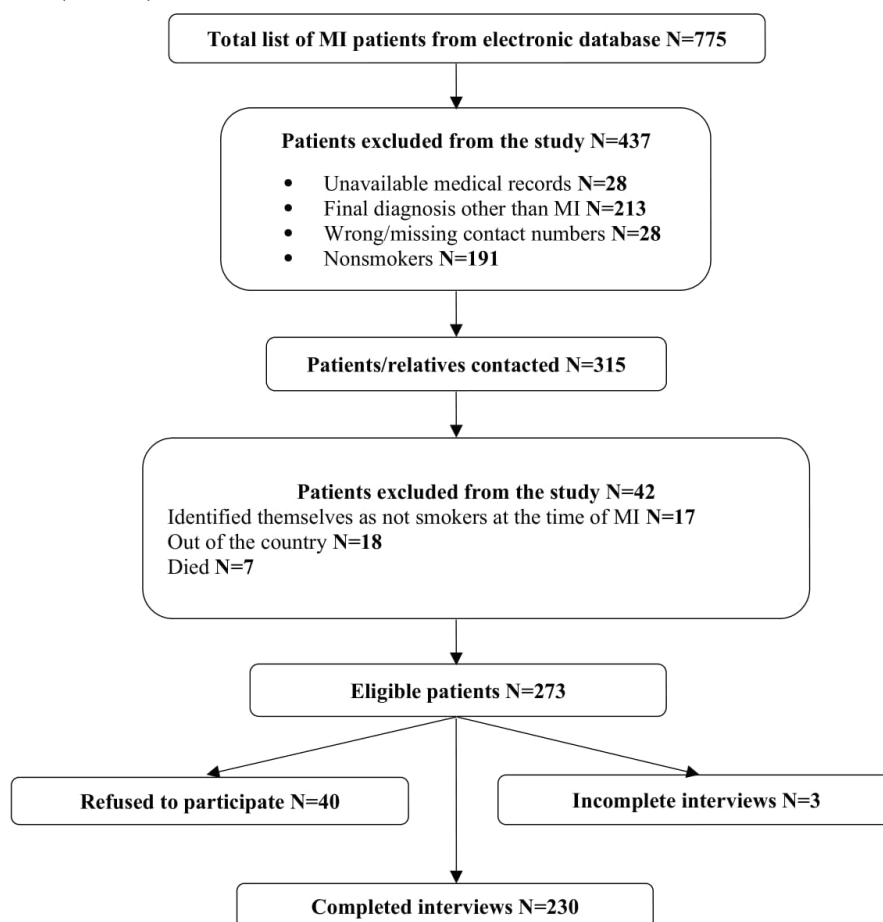 Total list of MI patients from electronic database N=775
Patients excluded from the study N=437
• Unavailable medical records N=28
• Final diagnosis other than MI N=213
• Wrong/missing contact numbers N=28
• Nonsmokers N=191
Patients/relatives contacted N=315
Patients excluded from the study N=42
Identified themselves as not smokers at the time of MI N=17
Out of the country N=18
Died N=7
Eligible patients N=273
Refused to participate N=40
Incomplete interviews N=3
Completed interviews N=230